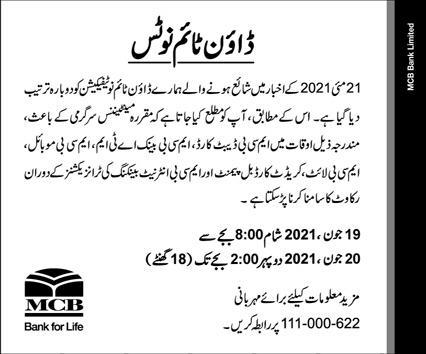 ڈاؤن ٹائم نوٹس
21 مئی 2021 کے اخبار میں شائع ہونے والے ہمارے ڈاؤن ٹائم نوٹیفکیشن کو دوبارہ ترتیب
دیا گیا ہے۔ اس کے مطابق، آپ کو مطلع کیا جاتا ہے کہ مقررہ مینٹیننس سرگرمی کے باعث،
مندرجہ ذیل اوقات میں ایم سی بی ڈیبٹ کارڈ، ایم سی بی بینک اے ٹی ایم، ایم سی بی موبائل،
ایم سی بی لائٹ، کریڈٹ کارڈ بل پیمنٹ اور ایم سی بی انٹرنیٹ بینکنگ کی ٹرانزیکشنز کے دوران
رکاوٹ کا سامنا کرنا پڑ سکتا ہے۔
19 جون، 2021 شام 8:00 بجے سے
20 جون، 2021 دوپہر 2:00 بجے تک (18 گھنٹے)
مزید معلومات کیلئے برائے مہربانی
111-000-622 پر رابطہ کریں۔
MCB
Bank for Life
MCB Bank Limited